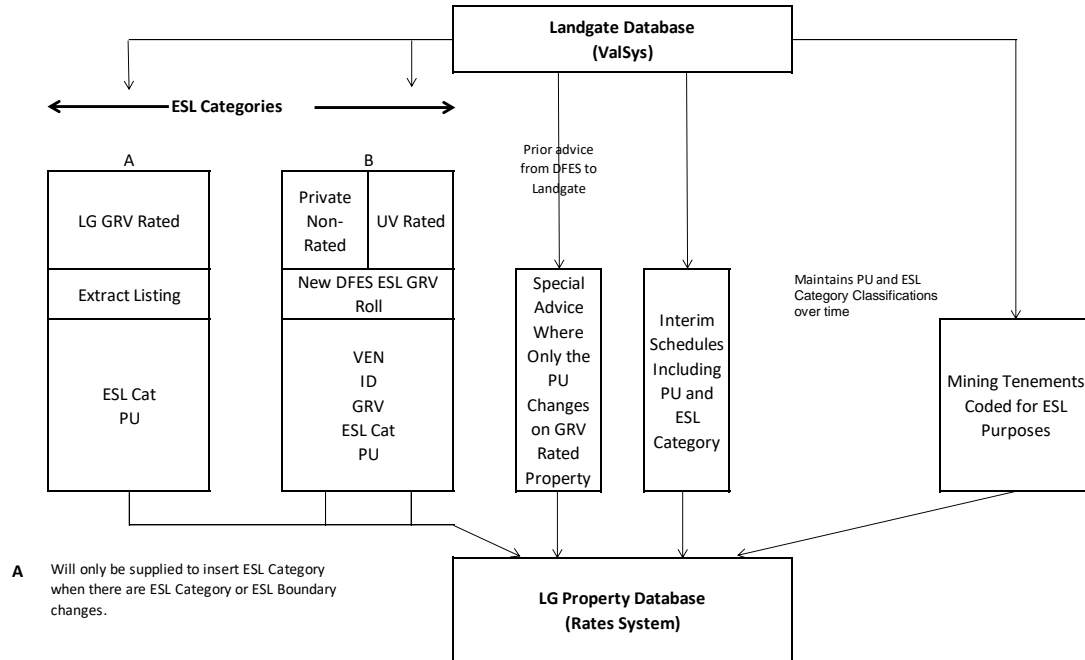 Landgate Database
(ValSys)
ESL Categories
A
B
LG GRV Rated
Private
Non-
Rated
UV Rated
Extract Listing
New DFES ESL GRV
Roll
ESL Cat
PU
VEN
ID
GRV
ESL Cat
PU
Prior advice
from DFES to
Landgate
Special
Advice
Where
Only the
PU
Changes
on GRV
Rated
Property
Interim
Schedules
Including
PU and
ESL
Category
Maintains PU and ESL
Category Classifications
over time
Mining Tenements
Coded for ESL
Purposes
A Will only be supplied to insert ESL Category
when there are ESL Category or ESL Boundary
changes.
LG Property Database
(Rates System)